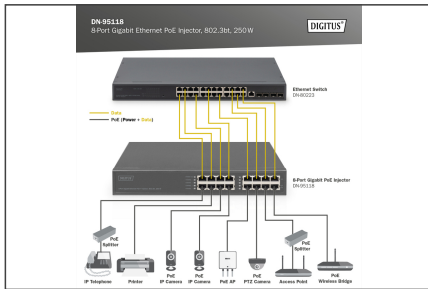 DN-95118
8-Port Gigabit Ethernet PoE Injector, 802.3bt, 250 W
DIGITUS®
Ethernet Switch
DN-80223
Data
PoE (Power + Data)
8-Port Gigabit PoE Injector
DN-95118
PoE
Splitter
PoE
Splitter
IP Telephone
Printer
PoE
IP Camera
PoE
IP Camera
PoE AP
PoE
PTZ Camera
Access Point
PoE
Wireless Bridge